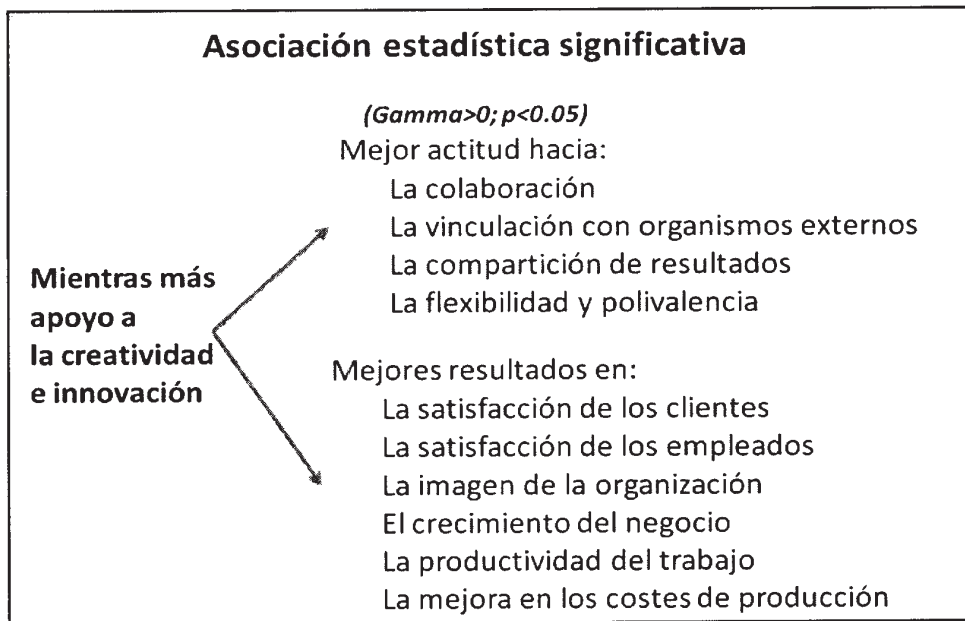 Asociación estadística significativa
(Gamma>0; p<0.05)
Mejor actitud hacia:
La colaboración
La vinculación con organismos externos
La compartición de resultados
La flexibilidad y polivalencia
Mientras más
apoyo a
la creatividad
e innovación
Mejores resultados en:
La satisfacción de los clientes
La satisfacción de los empleados
La imagen de la organización
El crecimiento del negocio
La productividad del trabajo
La mejora en los costes de producción